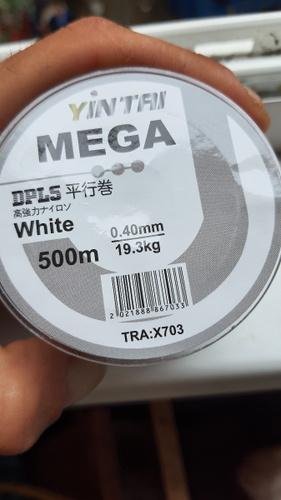 YINTAI
MEGA
DPLS 平行巻
高強力ナイロン
White
0.40mm
500m
19.3kg
2 021888 867033
TRA:X703